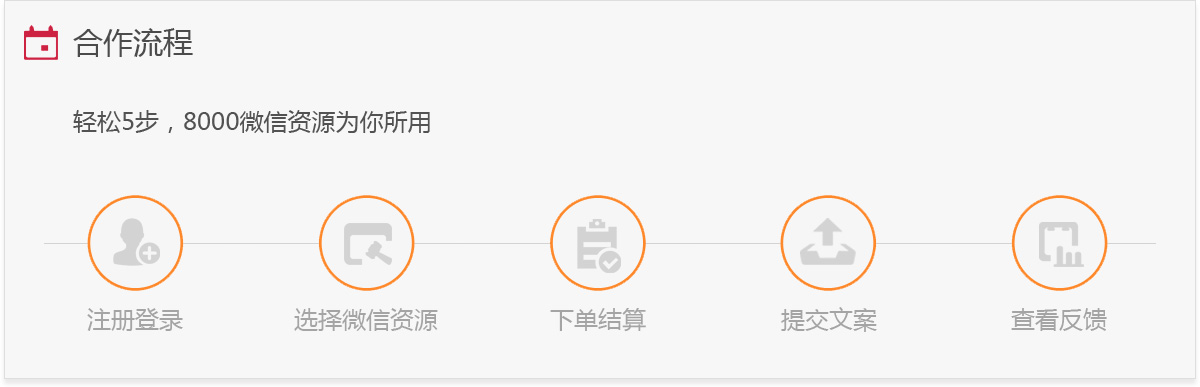 合作流程
轻松5步，8000微信资源为你所用
注册登录
选择微信资源
下单结算
提交文案
查看反馈